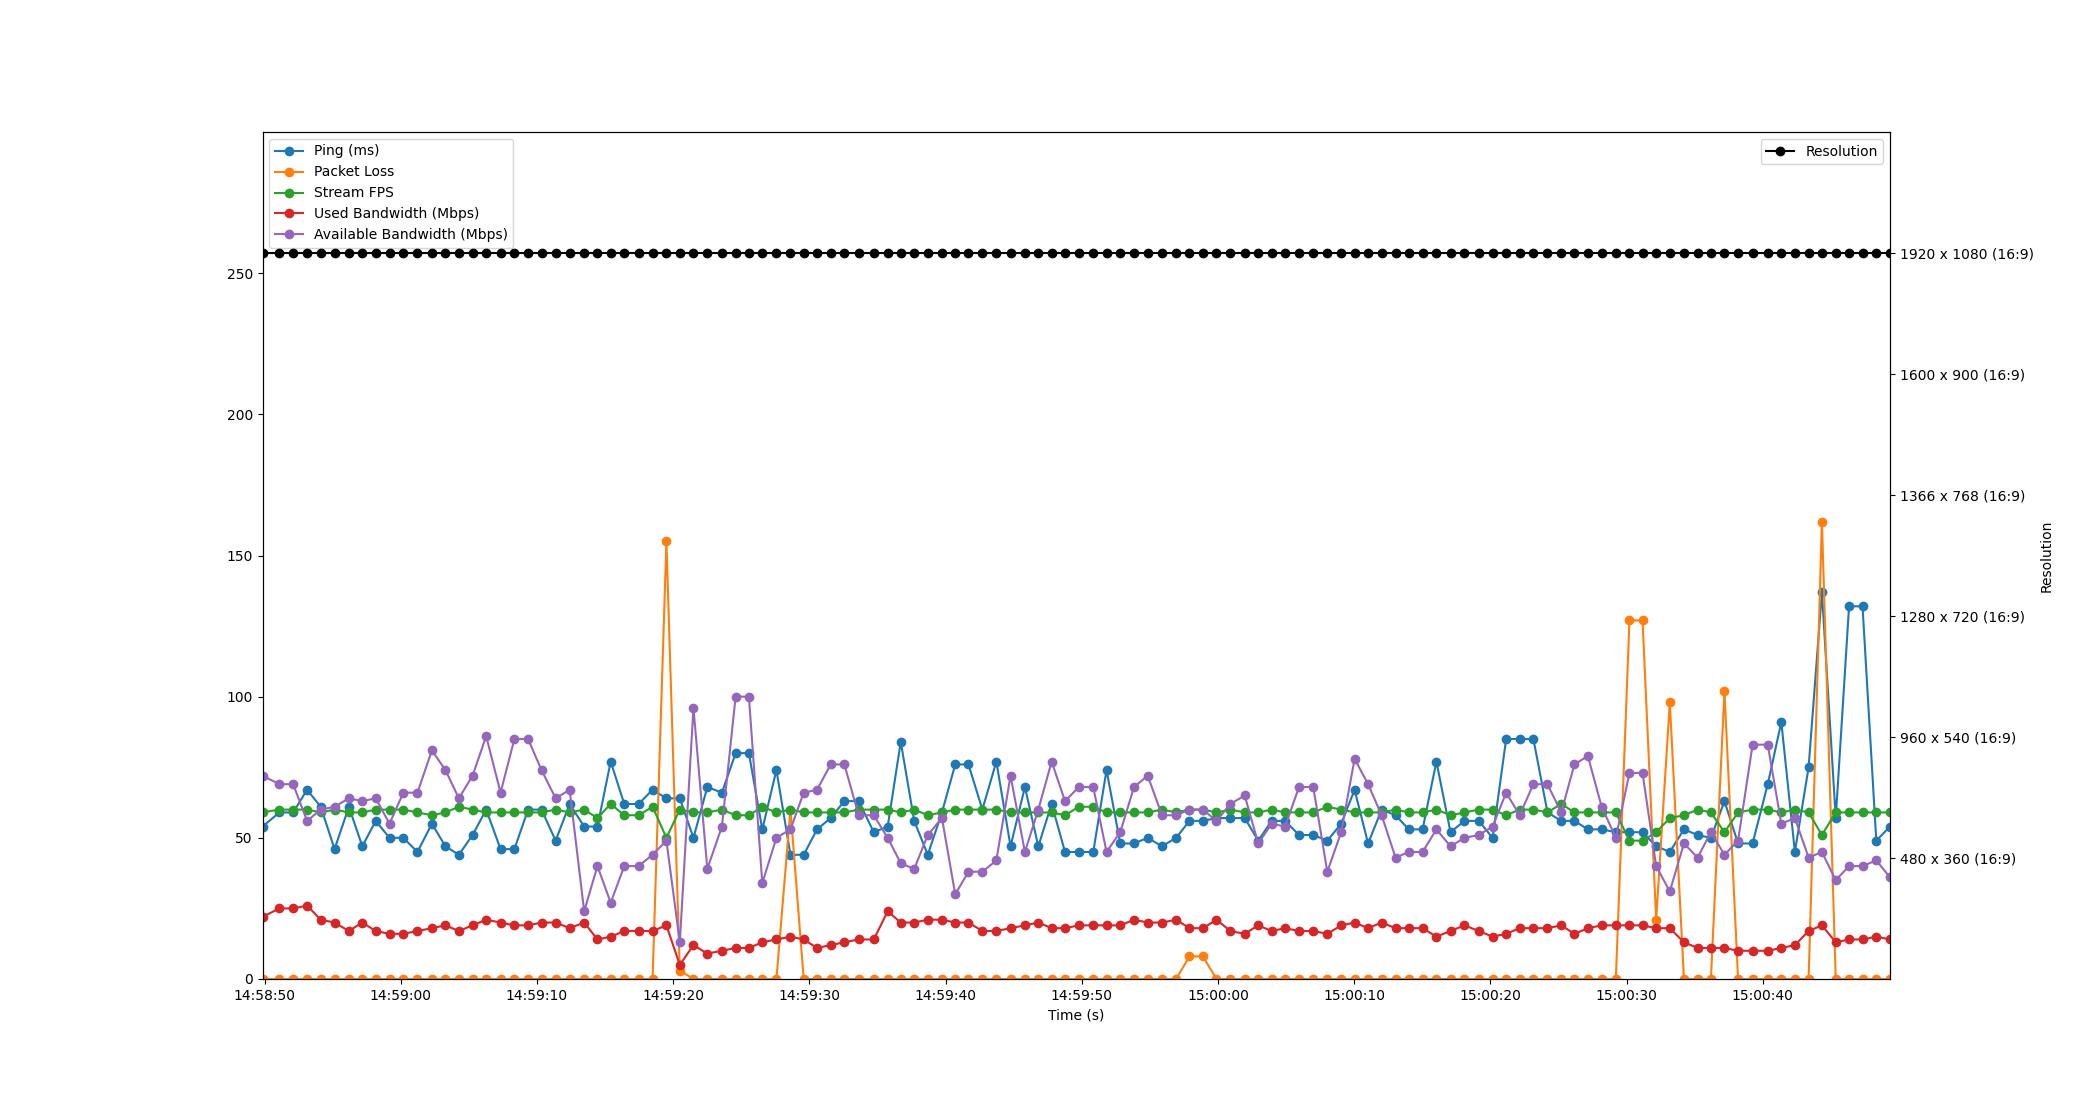 Ping (ms)
Packet Loss
Stream FPS
Used Bandwidth (Mbps)
Available Bandwidth (Mbps)
Resolution
250
200
150
100
50
0
1920 x 1080 (16:9)
1600 x 900 (16:9)
1366 x 768 (16:9)
1280 x 720 (16:9)
960 x 540 (16:9)
480 x 360 (16:9)
Resolution
14:58:50 14:59:00 14:59:10 14:59:20 14:59:30 14:59:40 14:59:50 15:00:00 15:00:10 15:00:20 15:00:30 15:00:40
Time (s)